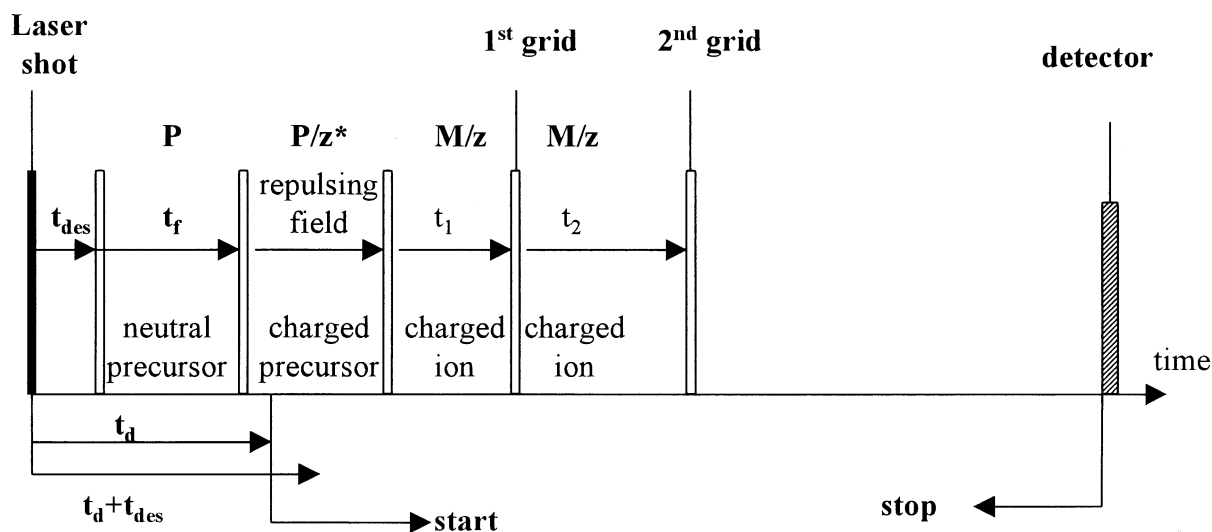 Laser
shot
1st grid
2nd grid
detector
P
P/z*
M/z
M/z
repulsing
field
tdes
tf
t1
t2
neutral
precursor
charged
precursor
charged
ion
charged
ion
time
td
td+tdes
start
stop